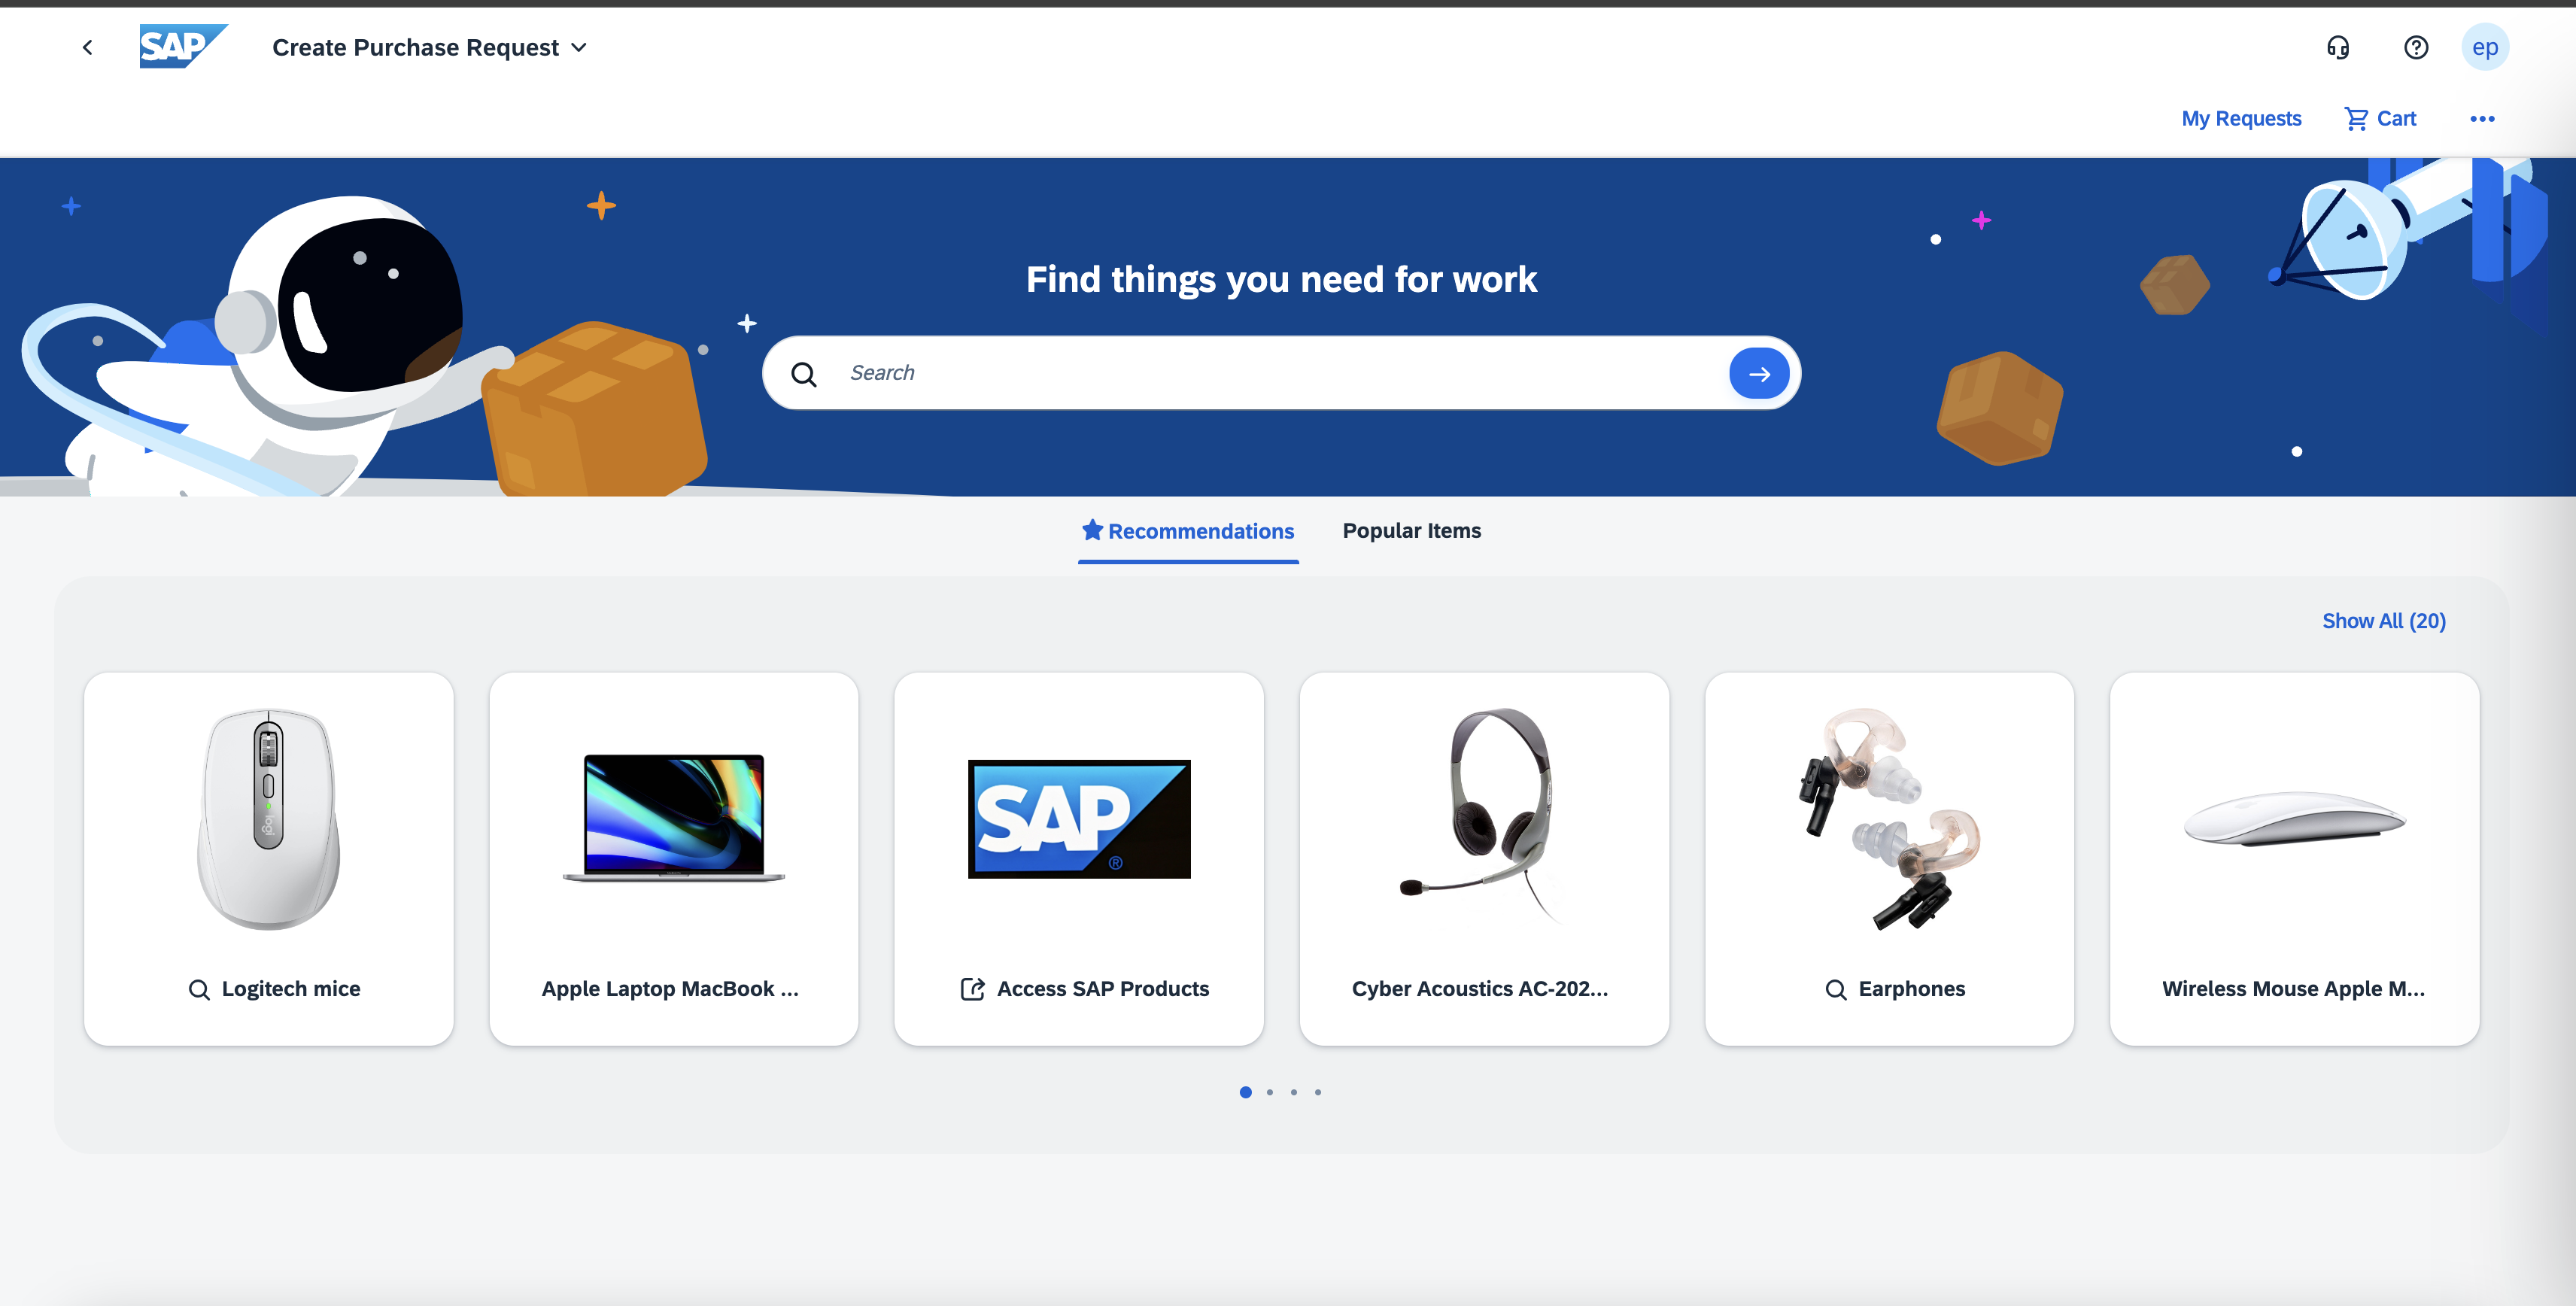 SAP
Create Purchase Request
ep
My Requests
Cart
Find things you need for work
Search
Recommendations
Popular Items
Show All (20)
logi
SAP
®
Logitech mice
Apple Laptop MacBook ...
Access SAP Products
Cyber Acoustics AC-202...
Earphones
Wireless Mouse Apple M...